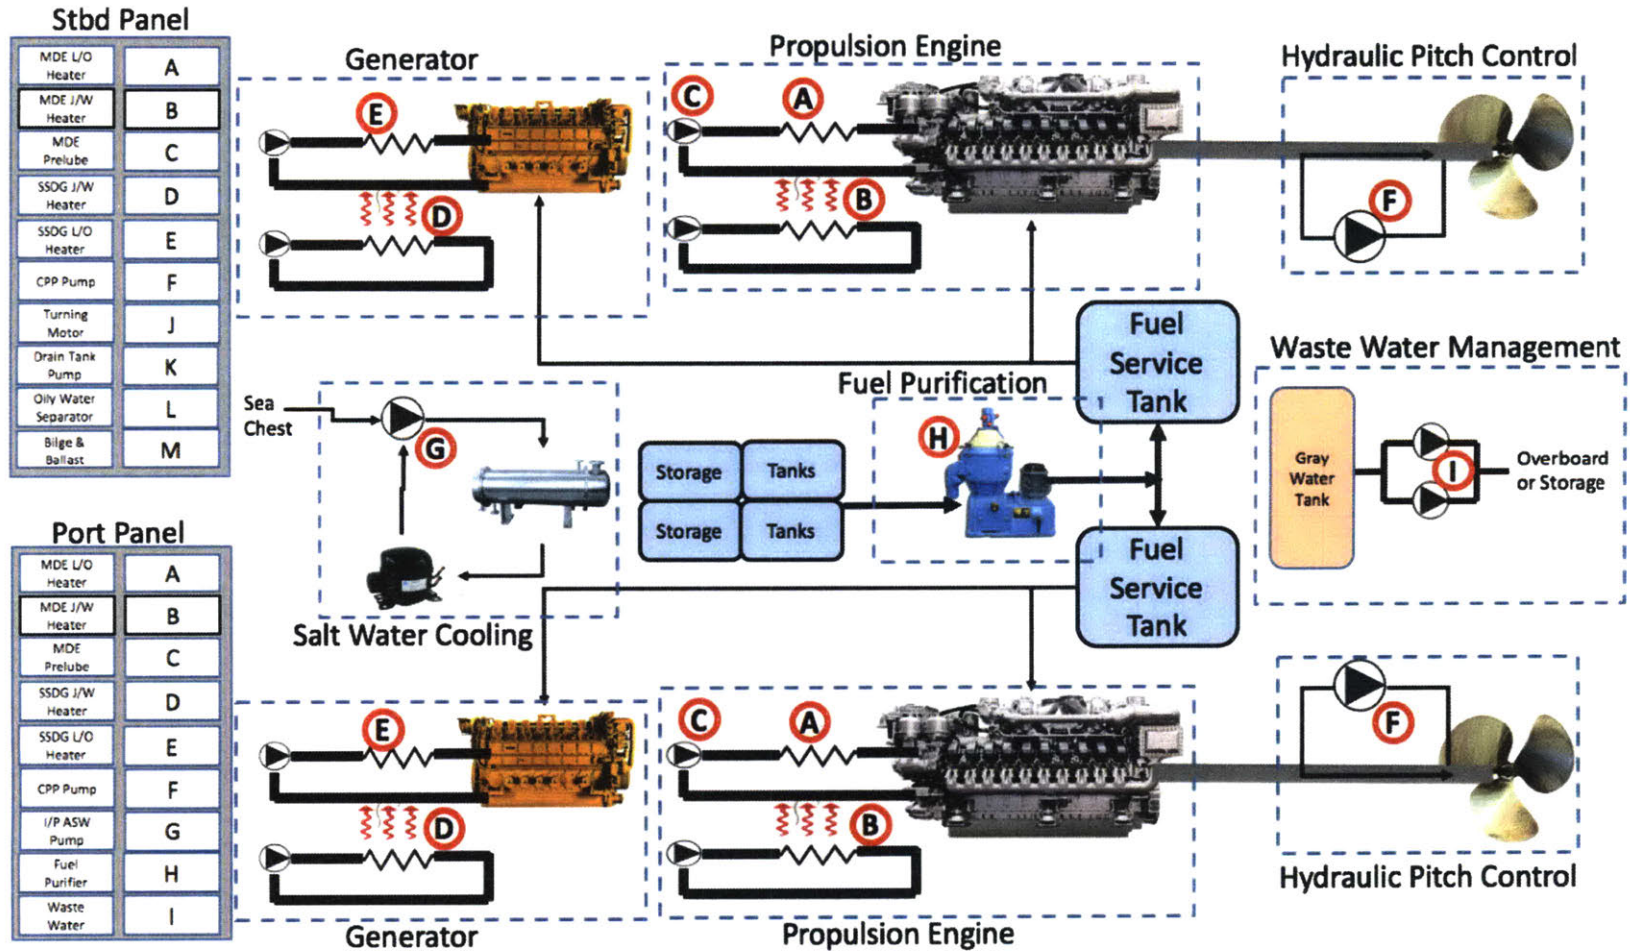 Stbd Panel
MDE L/O
Heater
A
MDE J/W
Heater
B
MDE
Prelube
C
SSDG J/W
Heater
D
SSDG L/O
Heater
E
CPP Pump
F
Turning
Motor
J
Drain Tank
Pump
K
Oily Water
Separator
L
Bilge &
Ballast
M
Generator
E
D
Propulsion Engine
C
A
B
Hydraulic Pitch Control
F
Fuel
Service
Tank
Sea
Chest
G
Salt Water Cooling
Storage
Tanks
Storage
Tanks
Fuel Purification
H
Fuel
Service
Tank
Waste Water Management
Gray
Water
Tank
I
Overboard
or Storage
Port Panel
MDE L/O
Heater
A
MDE J/W
Heater
B
MDE
Prelube
C
SSDG J/W
Heater
D
SSDG L/O
Heater
E
CPP Pump
F
I/P ASW
Pump
G
Fuel
Purifier
H
Waste
Water
I
E
D
Generator
C
A
B
Propulsion Engine
F
Hydraulic Pitch Control